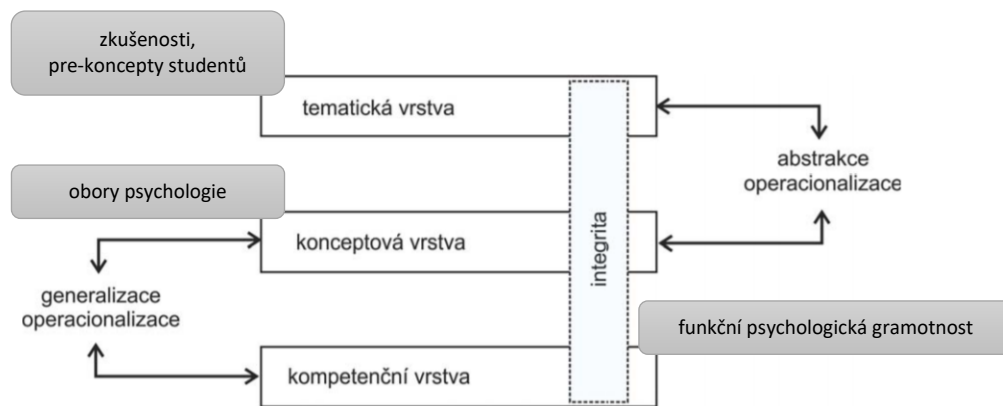 zkušenosti,
pre-koncepty studentů
tematická vrstva
abstrakce
operacionalizace
obory psychologie
konceptová vrstva
integrita
generalizace
operacionalizace
funkční psychologická gramotnost
kompetenční vrstva